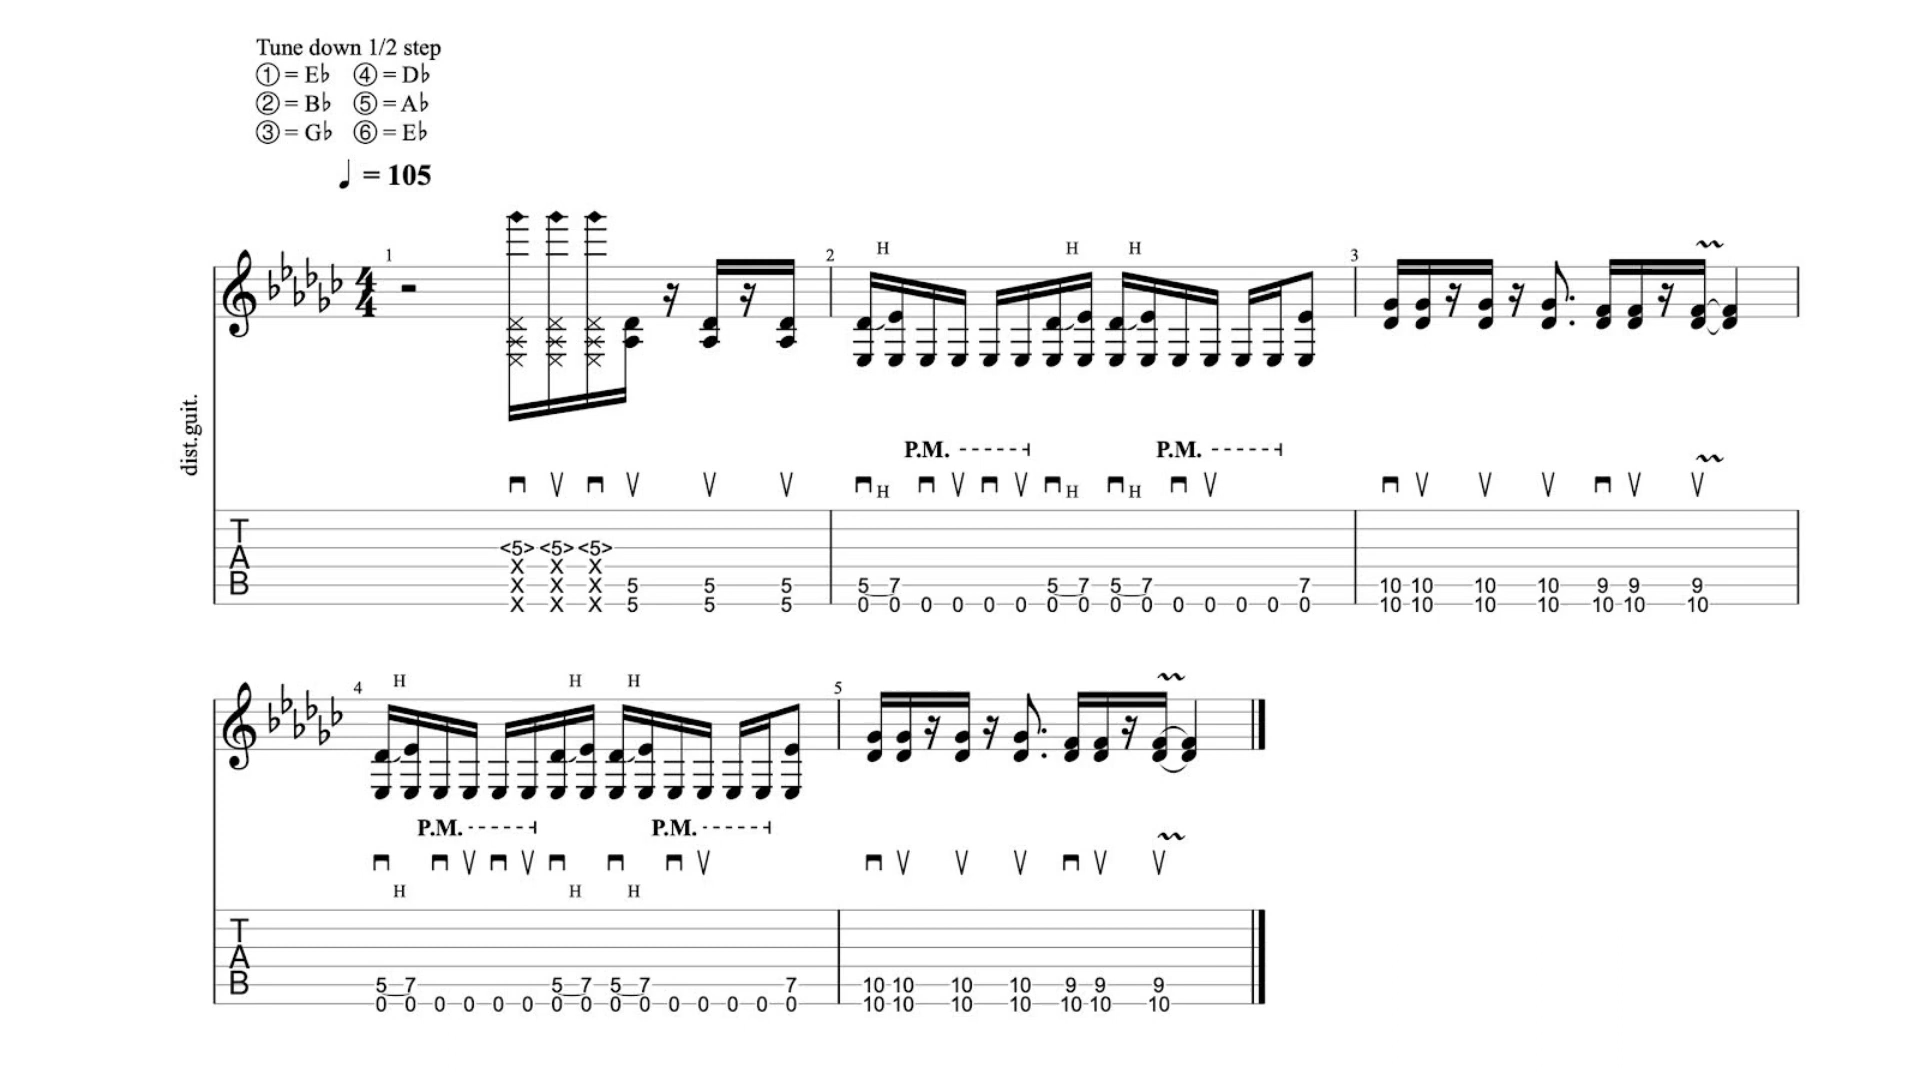 Tune down 1/2 step
① = E♭ ④ = D♭
② = B♭ ⑤ = A♭
③ = G♭ ⑥ = E♭
♩ = 105
1 2 H H H 3
4
4
dist.guit.
P.M. P.M.
H H H
T
A
B
<5> <5> <5>
X X X
X X X 5 5 5 5 7 5 7 5 7 7 10 10 10 10 9 9 9
X X X 5 5 5 0 0 0 0 0 0 0 0 0 0 0 0 0 0 0 10 10 10 10 10 10 10
4 H H H 5
P.M. P.M.
H H H
T
A
B
5 7 5 7 5 7 7 10 10 10 10 9 9 9
0 0 0 0 0 0 0 0 0 0 0 0 0 0 0 10 10 10 10 10 10 10